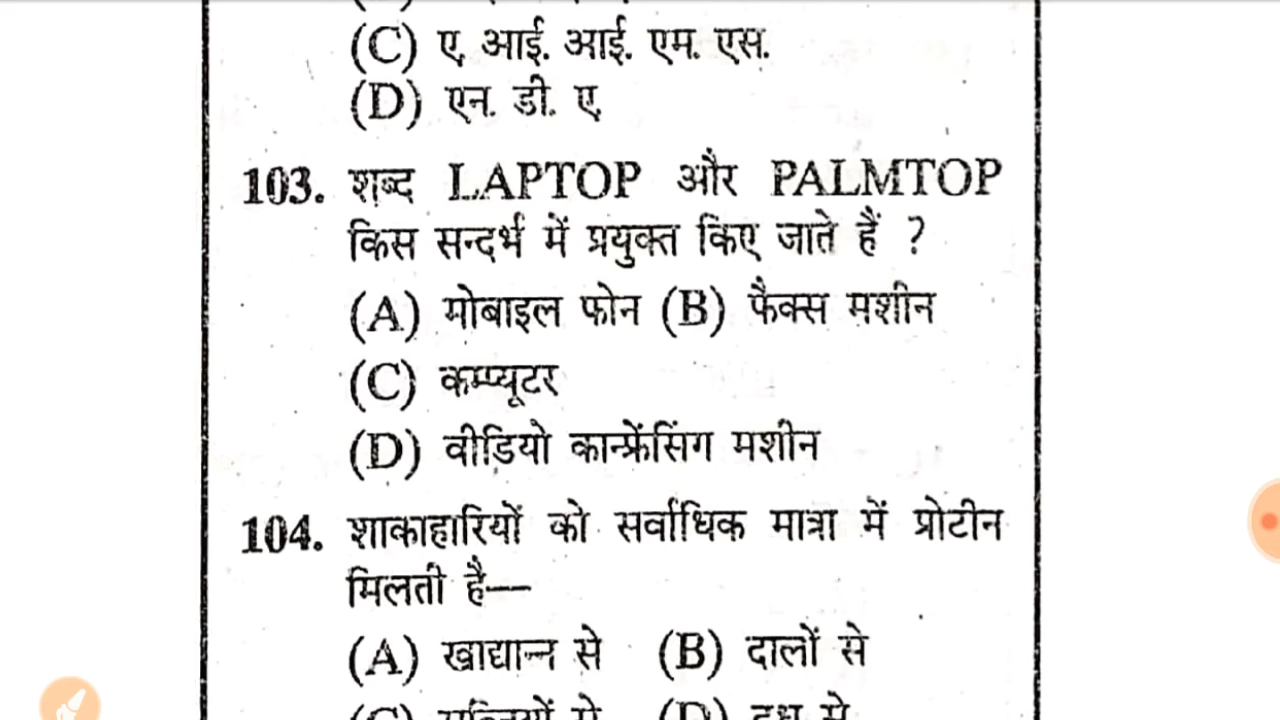 (C) ए. आई. आई. एम. एस.
(D) एन. डी. ए.
103. शब्द LAPTOP और PALMTOP
किस सन्दर्भ में प्रयुक्त किए जाते हैं ?
(A) मोबाइल फोन (B) फैक्स मशीन
(C) कम्प्यूटर
(D) वीडियो कान्फ्रेंसिंग मशीन
104. शाकाहारियों को सर्वाधिक मात्रा में प्रोटीन
मिलती है—
(A) खाद्यान्न से (B) दालों से